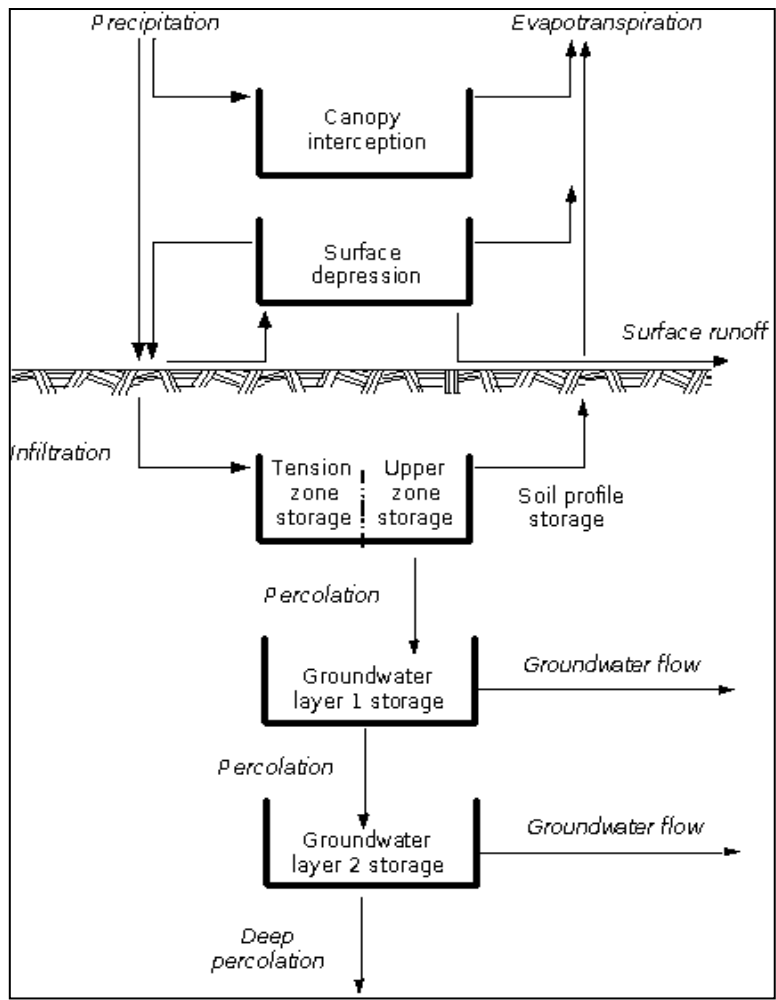 Precipitation
Evapotranspiration
Canopy
interception
Surface
depression
Surface runoff
Infiltration
Tension
zone
storage
Upper
zone
storage
Soil profile
storage
Percolation
Groundwater
layer 1 storage
Groundwater flow
Percolation
Groundwater
layer 2 storage
Groundwater flow
Deep
percolation